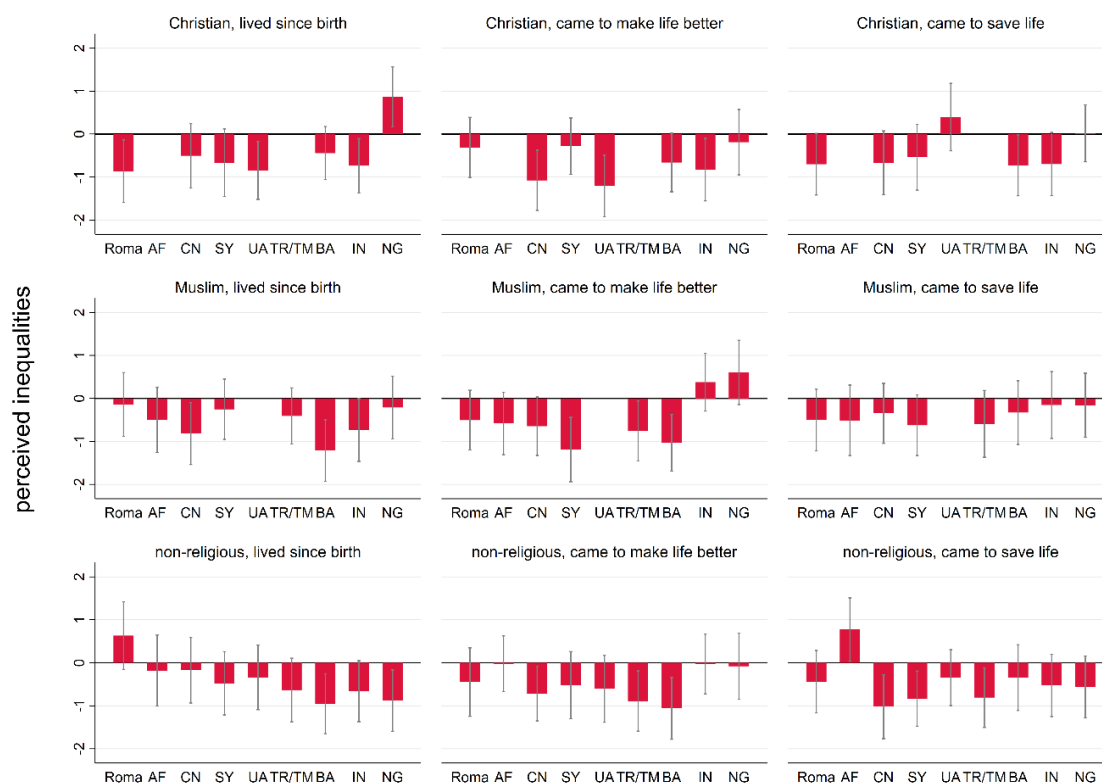 Christian, lived since birth
Christian, came to make life better
Christian, came to save life
2
1
0
-1
-2
Roma AF CN SY UA TR/TM BA IN NG
Roma AF CN SY UA TR/TM BA IN NG
Roma AF CN SY UA TR/TM BA IN NG
perceived inequalities
Muslim, lived since birth
Muslim, came to make life better
Muslim, came to save life
2
1
0
-1
-2
Roma AF CN SY UA TR/TM BA IN NG
Roma AF CN SY UA TR/TM BA IN NG
Roma AF CN SY UA TR/TM BA IN NG
non-religious, lived since birth
non-religious, came to make life better
non-religious, came to save life
2
1
0
-1
-2
Roma AF CN SY UA TR/TM BA IN NG
Roma AF CN SY UA TR/TM BA IN NG
Roma AF CN SY UA TR/TM BA IN NG